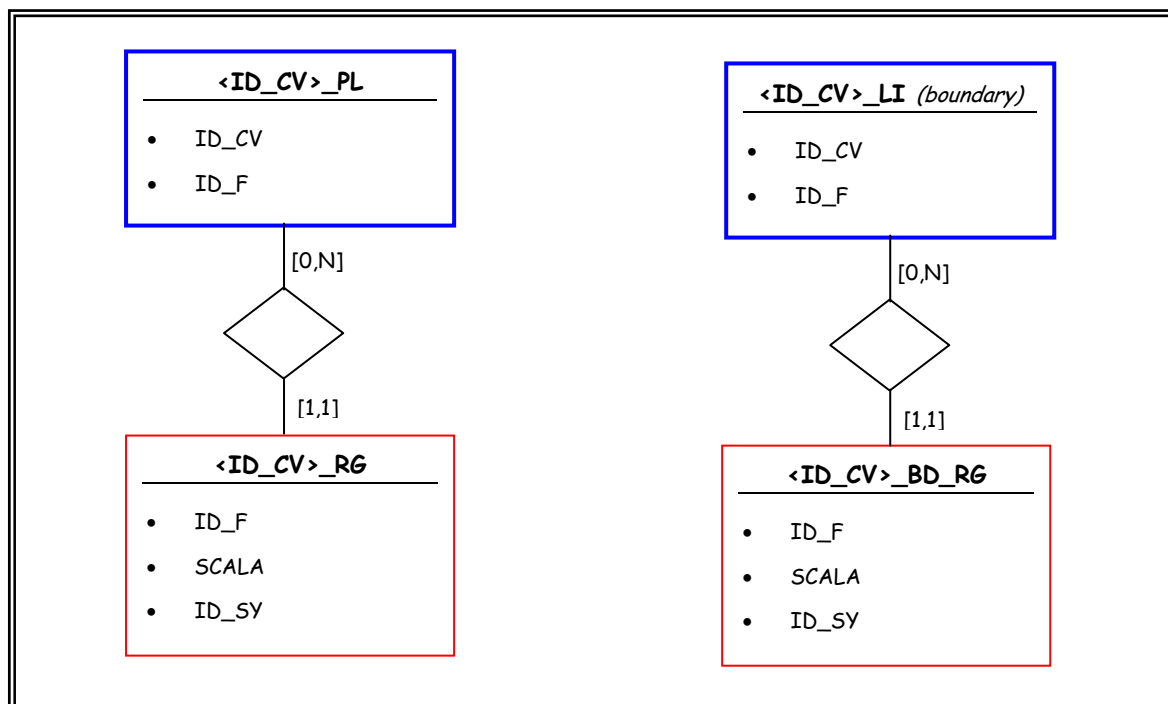 <ID_CV>_PL
• ID_CV
• ID_F
[0,N]
[1,1]
<ID_CV>_RG
• ID_F
• SCALA
• ID_SY
<ID_CV>_LI (boundary)
• ID_CV
• ID_F
[0,N]
[1,1]
<ID_CV>_BD_RG
• ID_F
• SCALA
• ID_SY